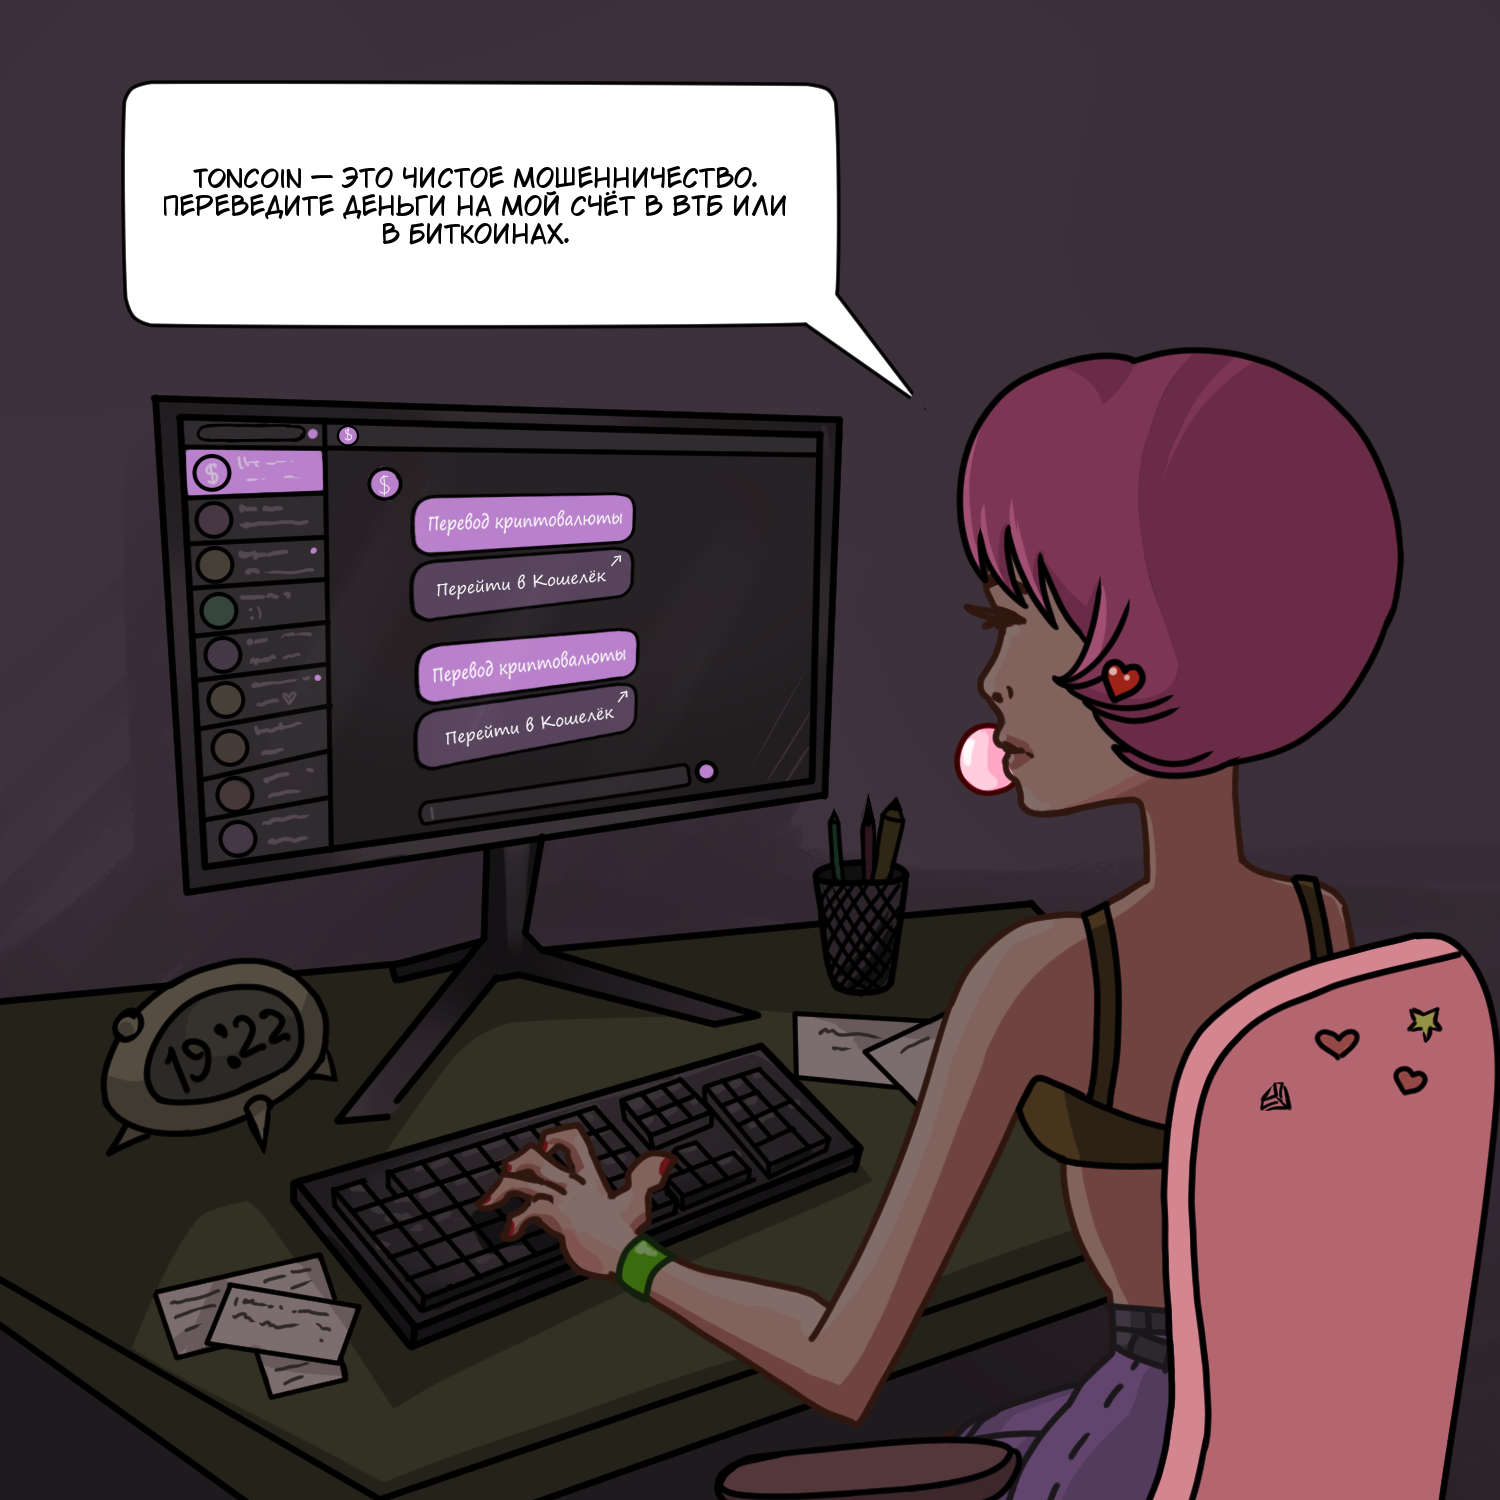 TONCOIN — ЭТО ЧИСТОЕ МОШЕННИЧЕСТВО.
ПЕРЕВЕДИТЕ ДЕНЬГИ НА МОЙ СЧЁТ В ВТБ ИЛИ
В БИТКОИНАХ.
$
$
$
Перевод криптовалюты
Перейти в Кошелёк
:)
Перевод криптовалюты
Перейти в Кошелёк
19:22